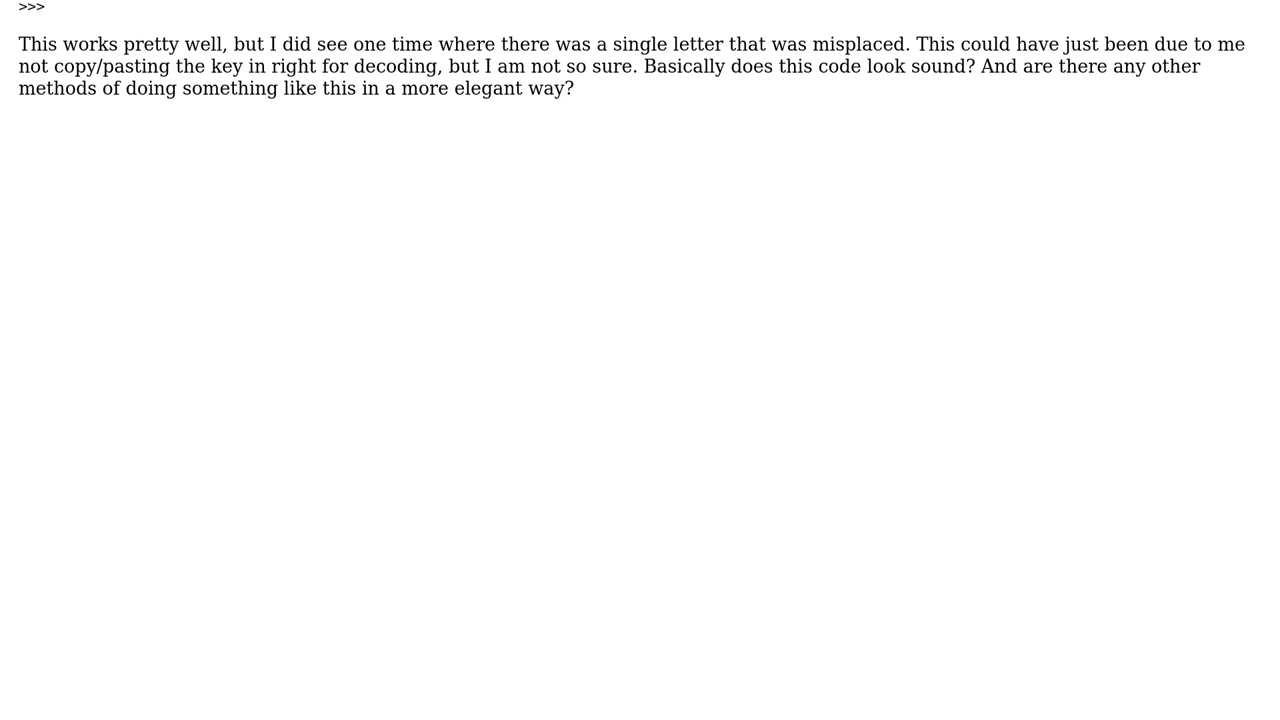 >>>
This works pretty well, but I did see one time where there was a single letter that was misplaced. This could have just been due to me
not copy/pasting the key in right for decoding, but I am not so sure. Basically does this code look sound? And are there any other
methods of doing something like this in a more elegant way?